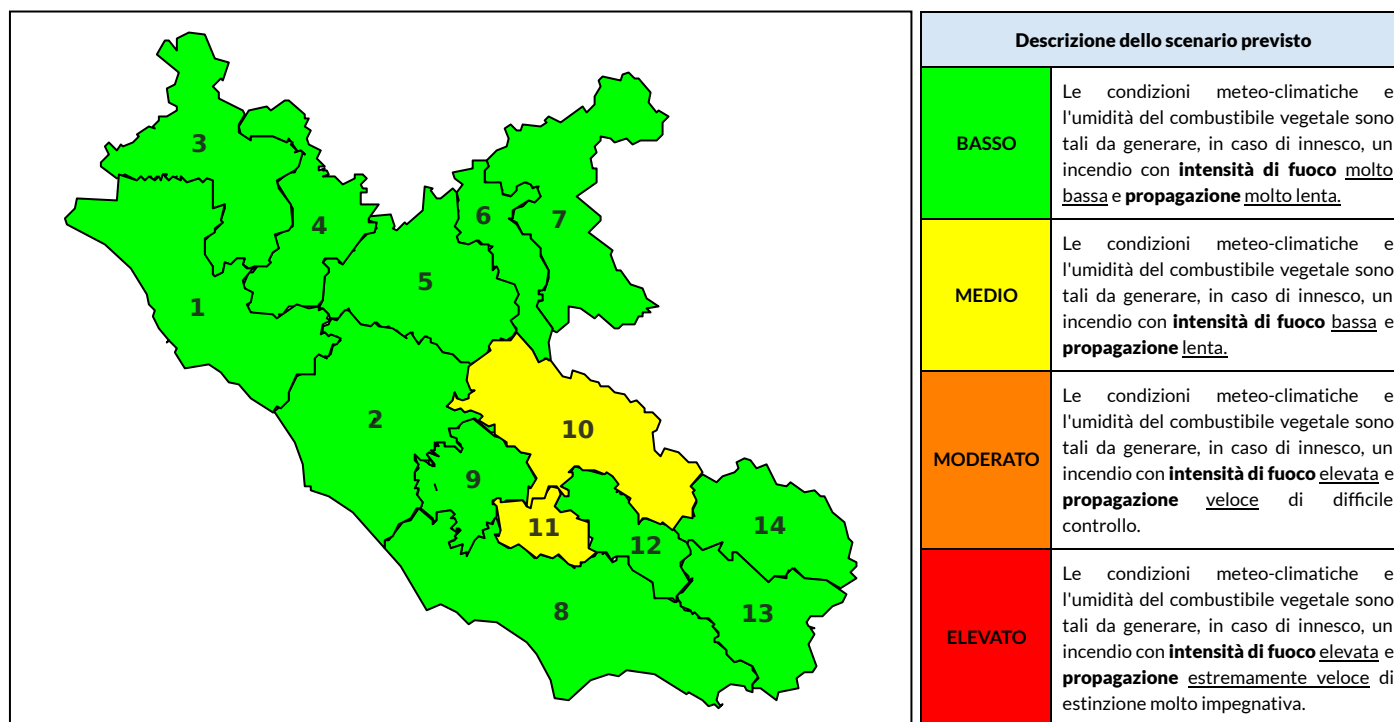 3
4
6
7
5
1
2
10
9
11
14
12
8
13
Descrizione dello scenario previsto
BASSO
Le condizioni meteo-climatiche e
l'umidità del combustibile vegetale sono
tali da generare, in caso di innesco, un
incendio con intensità di fuoco molto
bassa e propagazione molto lenta.
MEDIO
Le condizioni meteo-climatiche e
l'umidità del combustibile vegetale sono
tali da generare, in caso di innesco, un
incendio con intensità di fuoco bassa e
propagazione lenta.
MODERATO
Le condizioni meteo-climatiche e
l'umidità del combustibile vegetale sono
tali da generare, in caso di innesco, un
incendio con intensità di fuoco elevata e
propagazione veloce di difficile
controllo.
ELEVATO
Le condizioni meteo-climatiche e
l'umidità del combustibile vegetale sono
tali da generare, in caso di innesco, un
incendio con intensità di fuoco elevata e
propagazione estremamente veloce di
estinzione molto impegnativa.